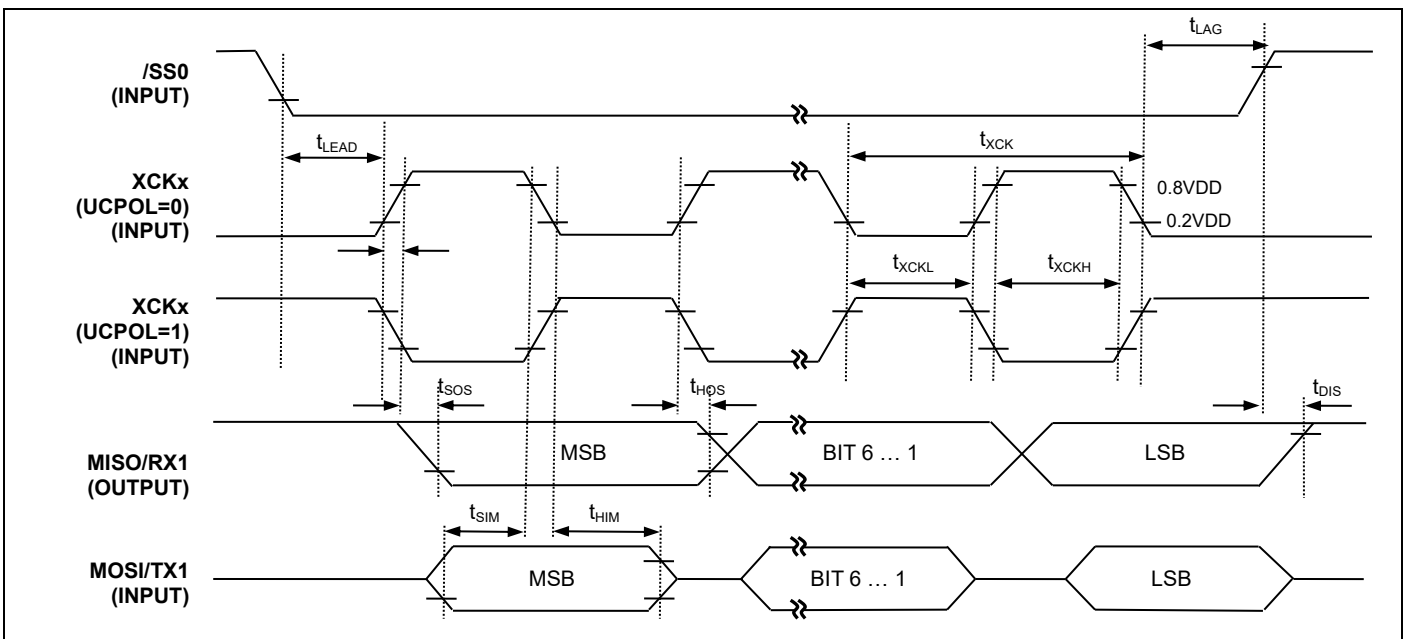 tLAG
/SS0
(INPUT)
tLEAD
tXCK
XCKx
(UCPOL=0)
(INPUT)
0.8VDD
0.2VDD
tXCKL
tXCKH
XCKx
(UCPOL=1)
(INPUT)
tSOS
tHOS
tDIS
MISO/RX1
(OUTPUT)
MSB
BIT 6 … 1
LSB
tSIM
tHIM
MOSI/TX1
(INPUT)
MSB
BIT 6 … 1
LSB